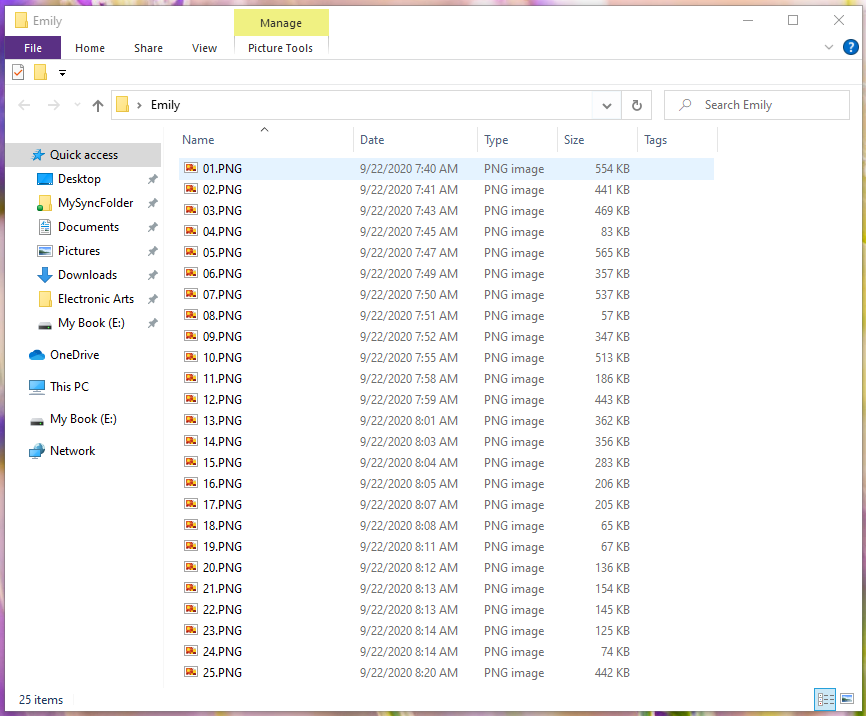 Emily
Manage
File Home Share View Picture Tools
?
Emily
Search Emily
Name Date Type Size Tags
Quick access
Desktop
MySyncFolder
Documents
Pictures
Downloads
Electronic Arts
My Book (E:)
OneDrive
This PC
My Book (E:)
Network
01.PNG 9/22/2020 7:40 AM PNG image 554 KB
02.PNG 9/22/2020 7:41 AM PNG image 441 KB
03.PNG 9/22/2020 7:43 AM PNG image 469 KB
04.PNG 9/22/2020 7:45 AM PNG image 83 KB
05.PNG 9/22/2020 7:47 AM PNG image 565 KB
06.PNG 9/22/2020 7:49 AM PNG image 357 KB
07.PNG 9/22/2020 7:50 AM PNG image 537 KB
08.PNG 9/22/2020 7:51 AM PNG image 57 KB
09.PNG 9/22/2020 7:52 AM PNG image 347 KB
10.PNG 9/22/2020 7:55 AM PNG image 513 KB
11.PNG 9/22/2020 7:58 AM PNG image 186 KB
12.PNG 9/22/2020 7:59 AM PNG image 443 KB
13.PNG 9/22/2020 8:01 AM PNG image 362 KB
14.PNG 9/22/2020 8:03 AM PNG image 356 KB
15.PNG 9/22/2020 8:04 AM PNG image 283 KB
16.PNG 9/22/2020 8:05 AM PNG image 206 KB
17.PNG 9/22/2020 8:07 AM PNG image 205 KB
18.PNG 9/22/2020 8:08 AM PNG image 65 KB
19.PNG 9/22/2020 8:11 AM PNG image 67 KB
20.PNG 9/22/2020 8:12 AM PNG image 136 KB
21.PNG 9/22/2020 8:13 AM PNG image 154 KB
22.PNG 9/22/2020 8:13 AM PNG image 145 KB
23.PNG 9/22/2020 8:14 AM PNG image 125 KB
24.PNG 9/22/2020 8:14 AM PNG image 74 KB
25.PNG 9/22/2020 8:20 AM PNG image 442 KB
25 items